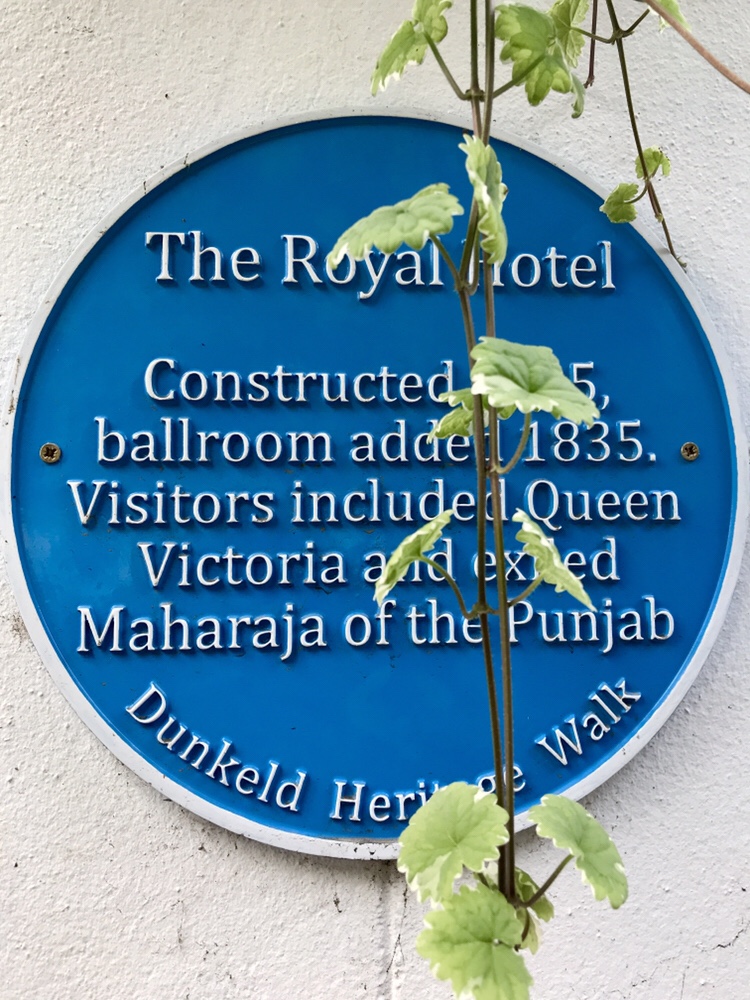 The Royal Hotel
Constructed 5,
ballroom added 1835.
Visitors included Queen
Victoria and exiled
Maharaja of the Punjab
Dunkeld Heritage Walk